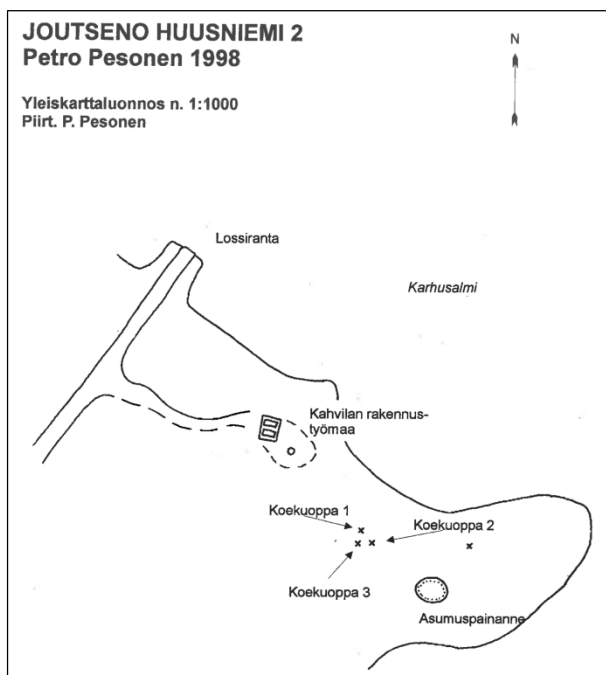 JOUTSENO HUUSNIEMI 2
Petro Pesonen 1998
Yleiskarttaluonnos n. 1:1000
Piirt. P. Pesonen
N
Lossiranta
Karhusalmi
Kahvilan rakennus-
työmaa
Koekuoppa 1
Koekuoppa 2
Koekuoppa 3
Asumuspainanne